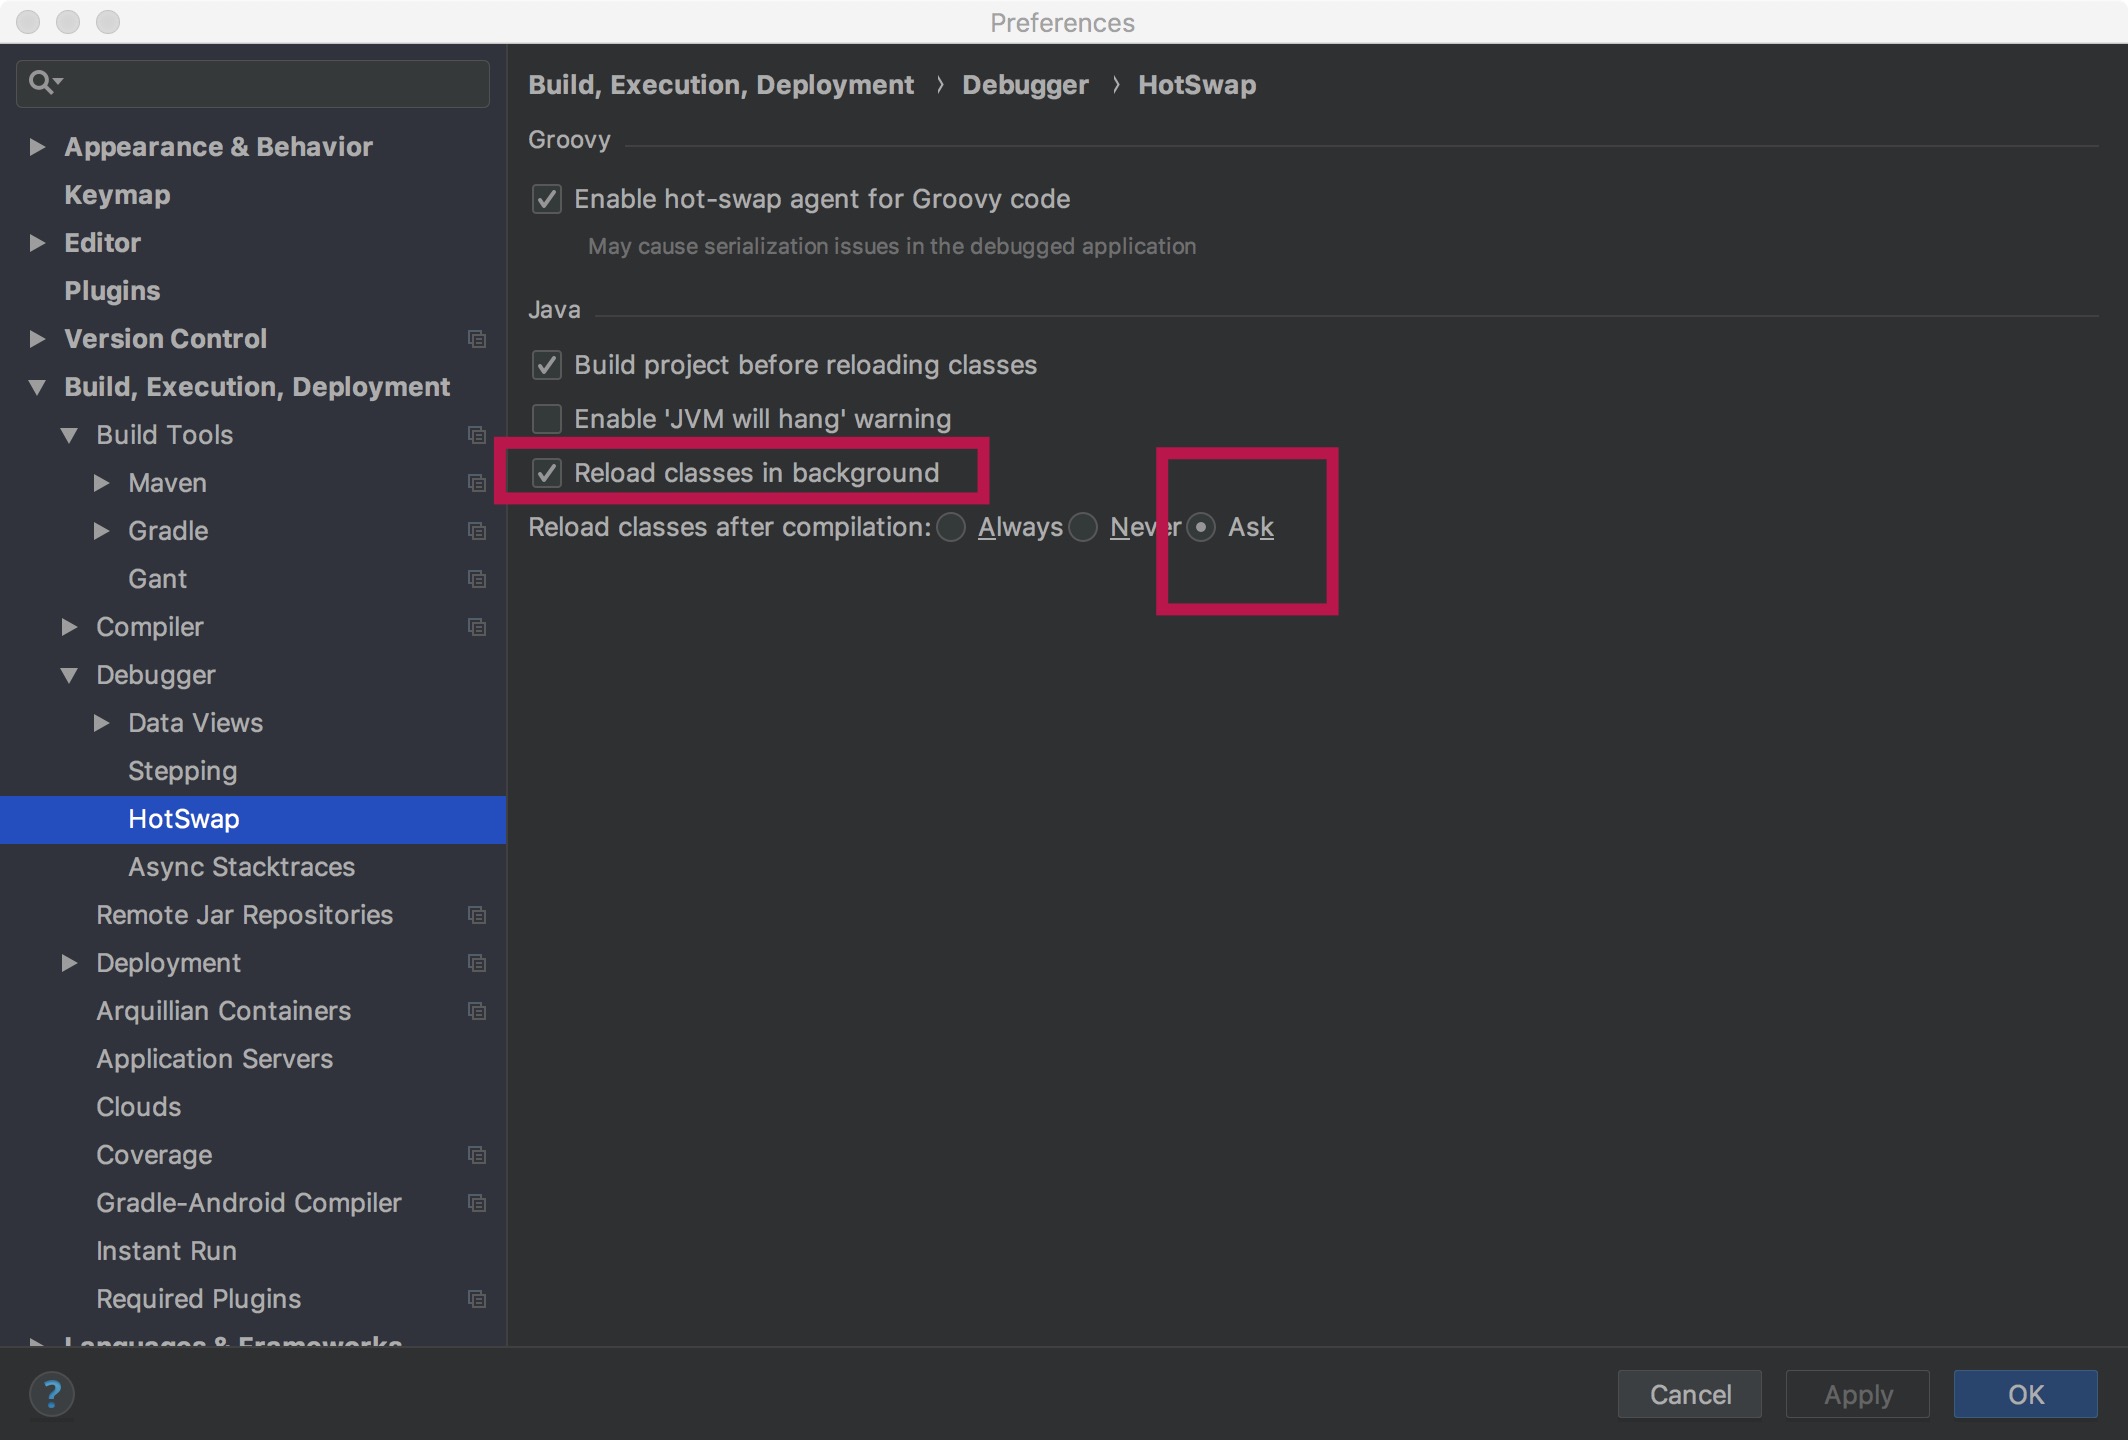 Preferences
Appearance & Behavior
Keymap
Editor
Plugins
Version Control
Build, Execution, Deployment
Build Tools
Maven
Gradle
Gant
Compiler
Debugger
Data Views
Stepping
HotSwap
Async Stacktraces
Remote Jar Repositories
Deployment
Arquillian Containers
Application Servers
Clouds
Coverage
Gradle-Android Compiler
Instant Run
Required Plugins
Languages & Frameworks
Build, Execution, Deployment › Debugger › HotSwap
Groovy
Enable hot-swap agent for Groovy code
May cause serialization issues in the debugged application
Java
Build project before reloading classes
Enable 'JVM will hang' warning
Reload classes in background
Reload classes after compilation: Always Never Ask
?
Cancel
Apply
OK